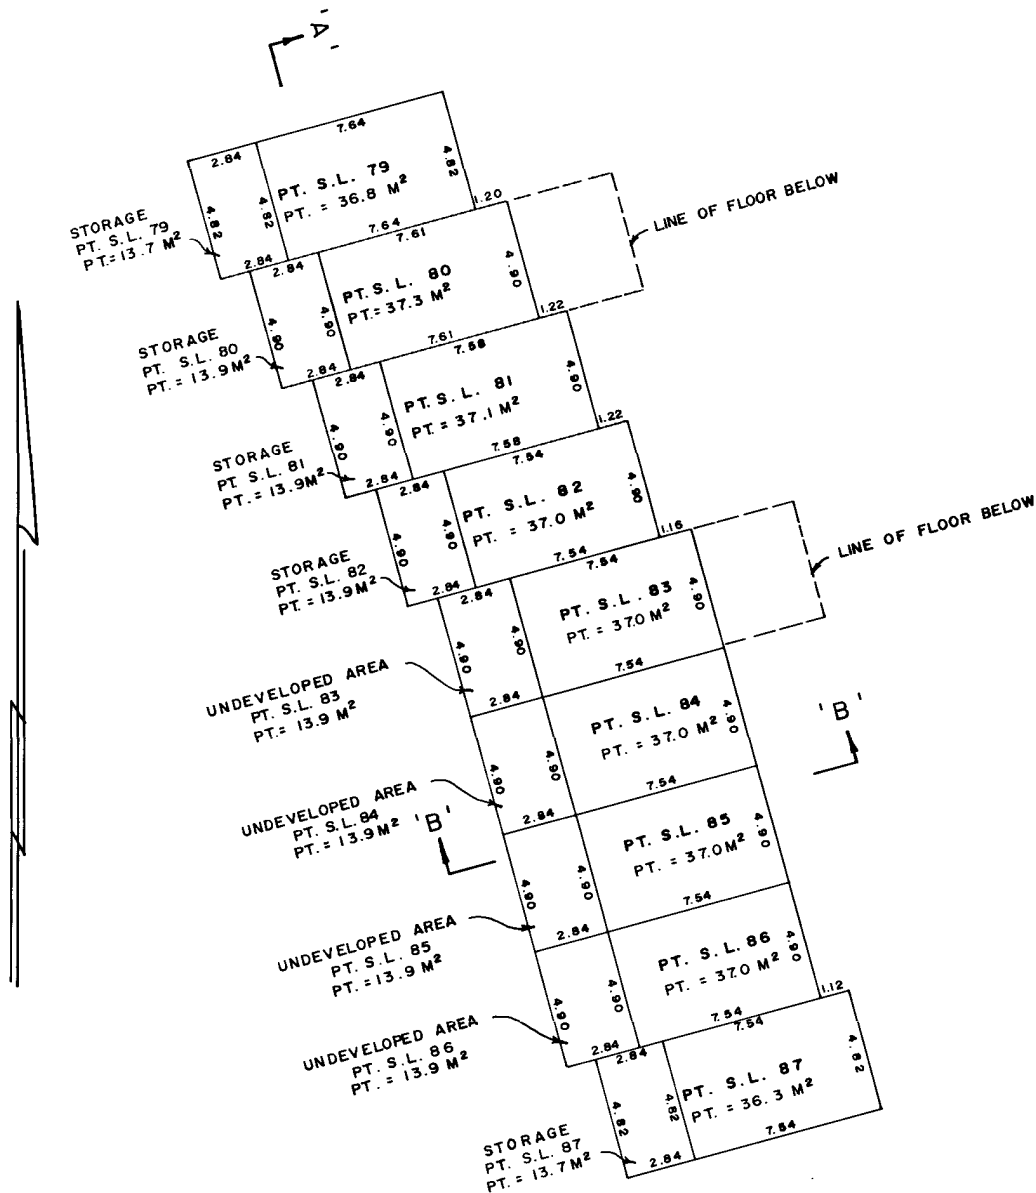 'A'
2.84
7.64
4.82
4.82
4.82
PT. S.L. 79
PT. = 36.8 M²
STORAGE
PT. S.L. 79
PT.= 13.7 M²
2.84
7.64
1.20
LINE OF FLOOR BELOW
2.84
7.61
4.90
4.90
4.90
PT. S.L. 80
PT.= 37.3 M²
STORAGE
PT. S.L. 80
PT. = 13.9 M²
2.84
7.61
1.22
2.84
7.58
4.90
4.90
4.90
PT. S.L. 81
PT. = 37.1 M²
STORAGE
PT. S.L. 81
PT. = 13.9M²
2.84
7.58
1.22
2.84
7.54
4.90
4.90
4.90
PT. S.L. 82
PT. = 37.0 M²
STORAGE
PT. S.L. 82
PT. = 13.9 M²
2.84
7.54
1.16
LINE OF FLOOR BELOW
2.84
7.54
4.90
4.90
4.90
PT. S.L. 83
PT. = 37.0 M²
UNDEVELOPED AREA
PT. S.L. 83
PT.= 13.9 M²
2.84
7.54
4.90
4.90
4.90
PT. S.L. 84
PT. = 37.0 M²
'B'
UNDEVELOPED AREA
PT. S.L. 84
PT. = 13.9 M²
'B'
2.84
7.54
4.90
4.90
4.90
PT. S.L. 85
PT. = 37.0 M²
UNDEVELOPED AREA
PT. S.L. 85
PT. = 13.9 M²
2.84
7.54
4.90
4.90
4.90
PT. S.L. 86
PT. = 37.0 M²
UNDEVELOPED AREA
PT. S.L. 86
PT. = 13.9 M²
2.84
7.54
1.12
2.84
7.54
4.82
4.82
4.82
PT. S.L. 87
PT. = 36.3 M²
STORAGE
PT. S.L. 87
PT. = 13.7 M²
2.84
7.54